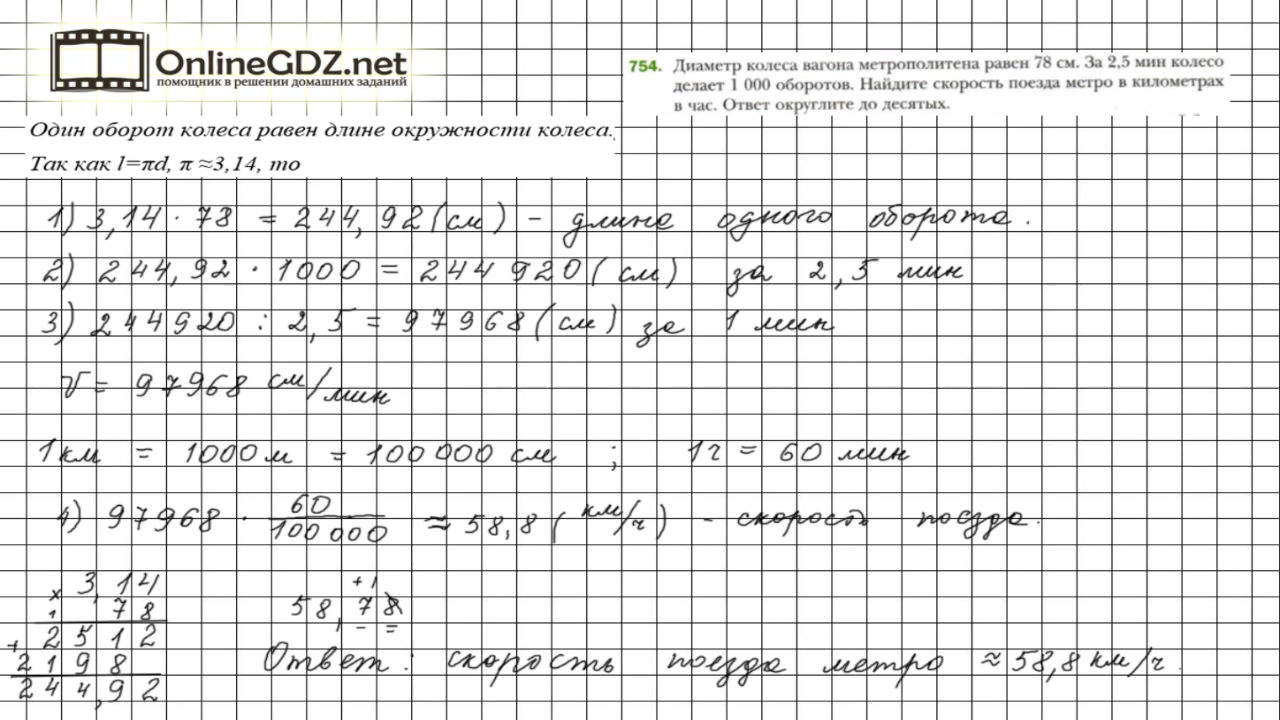 OnlineGDZ.net
помощник в решении домашних заданий
754. Диаметр колеса вагона метрополитена равен 78 см. За 2,5 мин колесо
делает 1 000 оборотов. Найдите скорость поезда метро в километрах
в час. Ответ округлите до десятых.
Один оборот колеса равен длине окружности колеса.
Так как l=πd, π ≈3,14, то
1) 3,14 · 78 = 244,92 (см) - длина одного оборота.
2) 244,92 · 1000 = 244 920 (см) за 2,5 мин
3) 244920 : 2,5 = 97968 (см) за 1 мин
V = 97968 см/мин
1 км = 1000 м = 100 000 см ; 1 ч = 60 мин
4) 97968 · 60/100 000 ≈ 58,8 (км/ч) - скорость поезда.
× 3,14
78
+ 2512
2198
244,92
+1
58,78
Ответ: скорость поезда метро ≈ 58,8 км/ч.